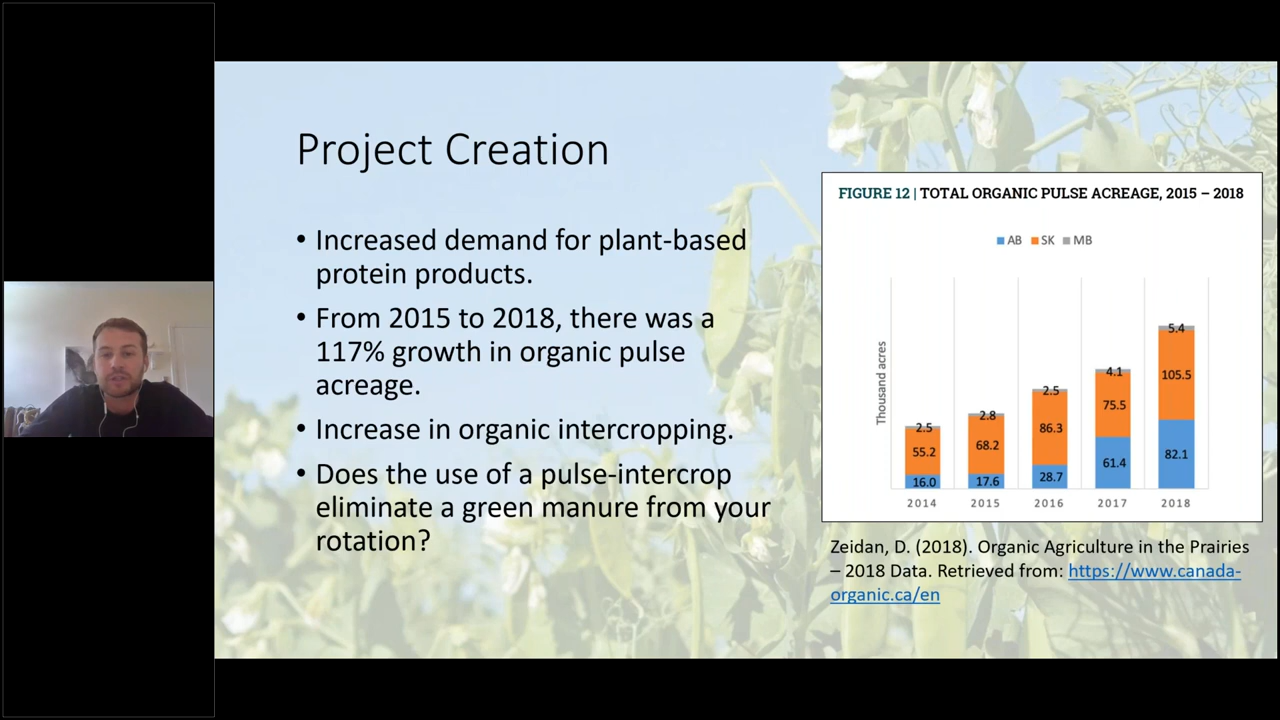 Project Creation
• Increased demand for plant-based
protein products.
• From 2015 to 2018, there was a
117% growth in organic pulse
acreage.
• Increase in organic intercropping.
• Does the use of a pulse-intercrop
eliminate a green manure from your
rotation?
FIGURE 12 | TOTAL ORGANIC PULSE ACREAGE, 2015 – 2018
AB SK MB
Thousand acres
2.5
55.2
16.0
2.8
68.2
17.6
2.5
86.3
28.7
4.1
75.5
61.4
5.4
105.5
82.1
2014 2015 2016 2017 2018
Zeidan, D. (2018). Organic Agriculture in the Prairies
– 2018 Data. Retrieved from: https://www.canada-
organic.ca/en